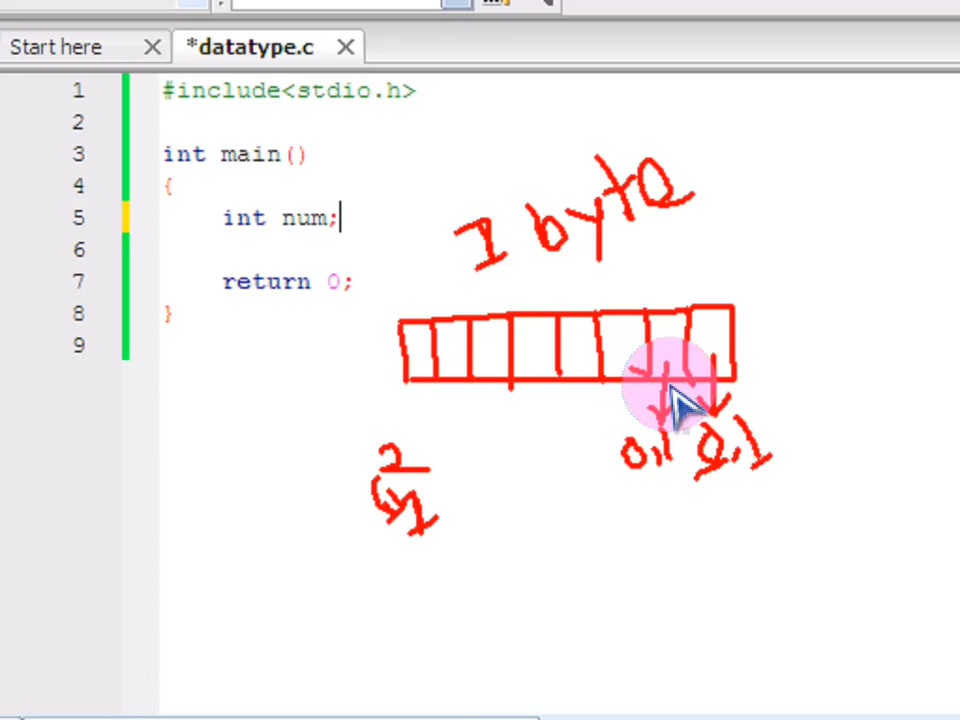 Start here
*datatype.c
1 #include<stdio.h>
2
3 int main()
4 {
5 int num;
6
7 return 0;
8 }
9
1 byte
0,1 0,1
2